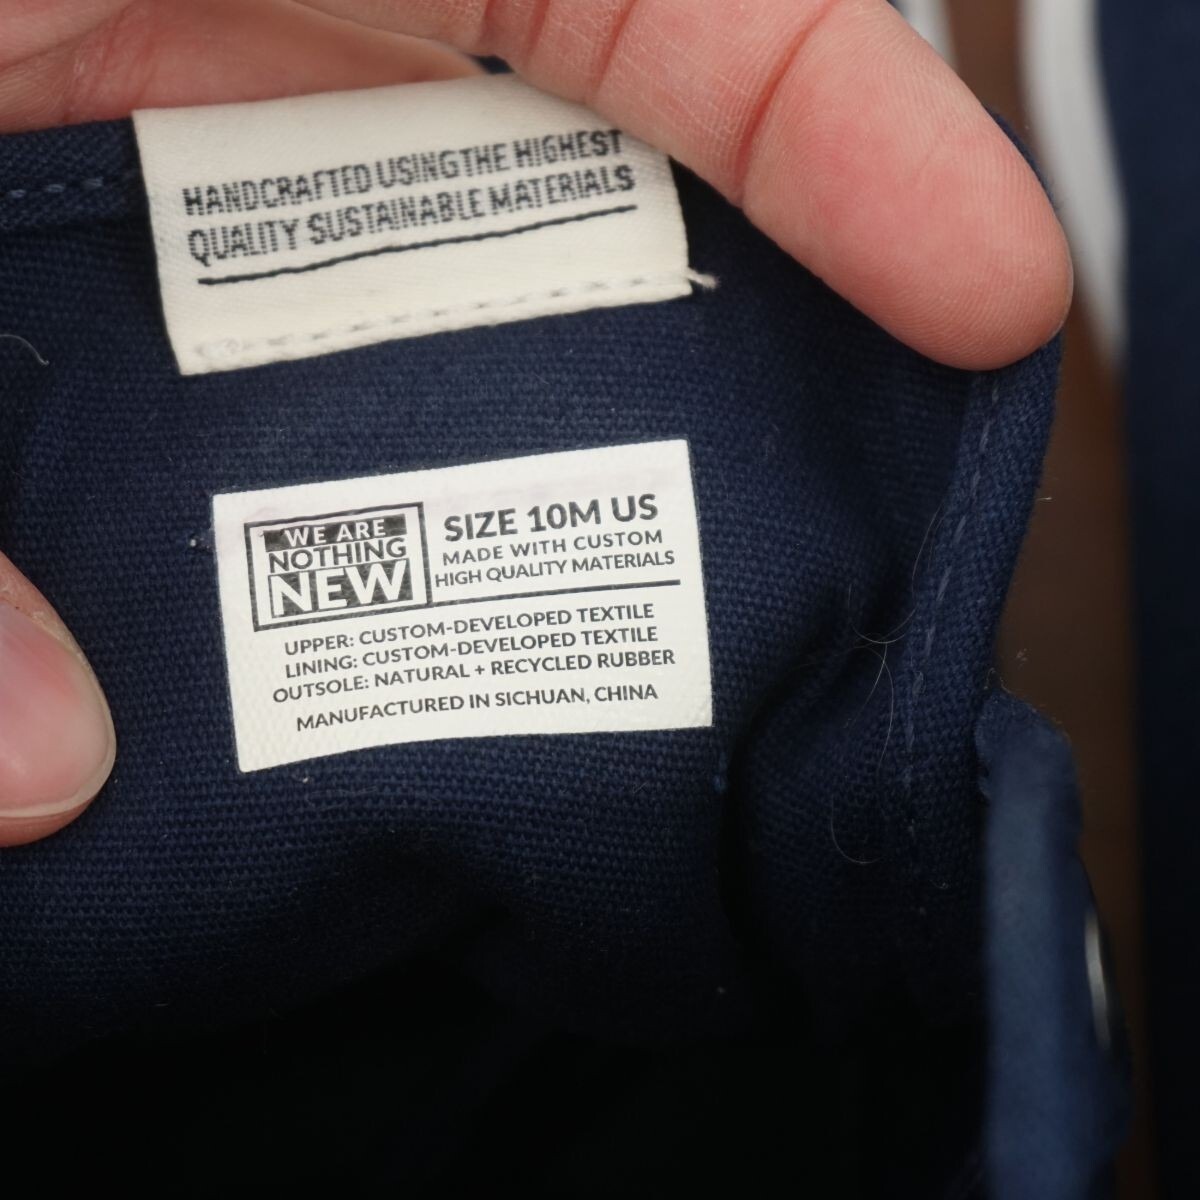 HANDCRAFTED USING THE HIGHEST
QUALITY SUSTAINABLE MATERIALS
WE ARE
NOTHING
NEW
SIZE 10M US
MADE WITH CUSTOM
HIGH QUALITY MATERIALS
UPPER: CUSTOM-DEVELOPED TEXTILE
LINING: CUSTOM-DEVELOPED TEXTILE
OUTSOLE: NATURAL + RECYCLED RUBBER
MANUFACTURED IN SICHUAN, CHINA